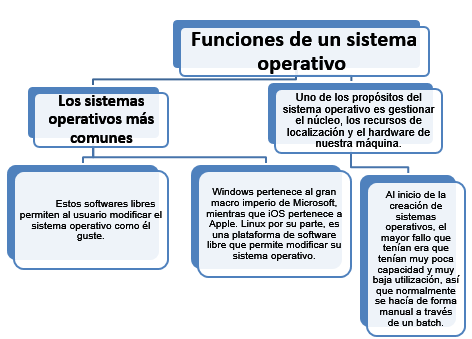 Funciones de un sistema
operativo
Los sistemas
operativos más
comunes
Uno de los propósitos del
sistema operativo es gestionar
el núcleo, los recursos de
localización y el hardware de
nuestra máquina.
Estos softwares libres
permiten al usuario modificar el
sistema operativo como él
guste.
Windows pertenece al gran
macro imperio de Microsoft,
mientras que iOS pertenece a
Apple. Linux por su parte, es
una plataforma de software
libre que permite modificar su
sistema operativo.
Al inicio de la
creación de
sistemas
operativos, el
mayor fallo que
tenían era que
tenían muy poca
capacidad y muy
baja utilización, así
que normalmente
se hacía de forma
manual a través
de un batch.